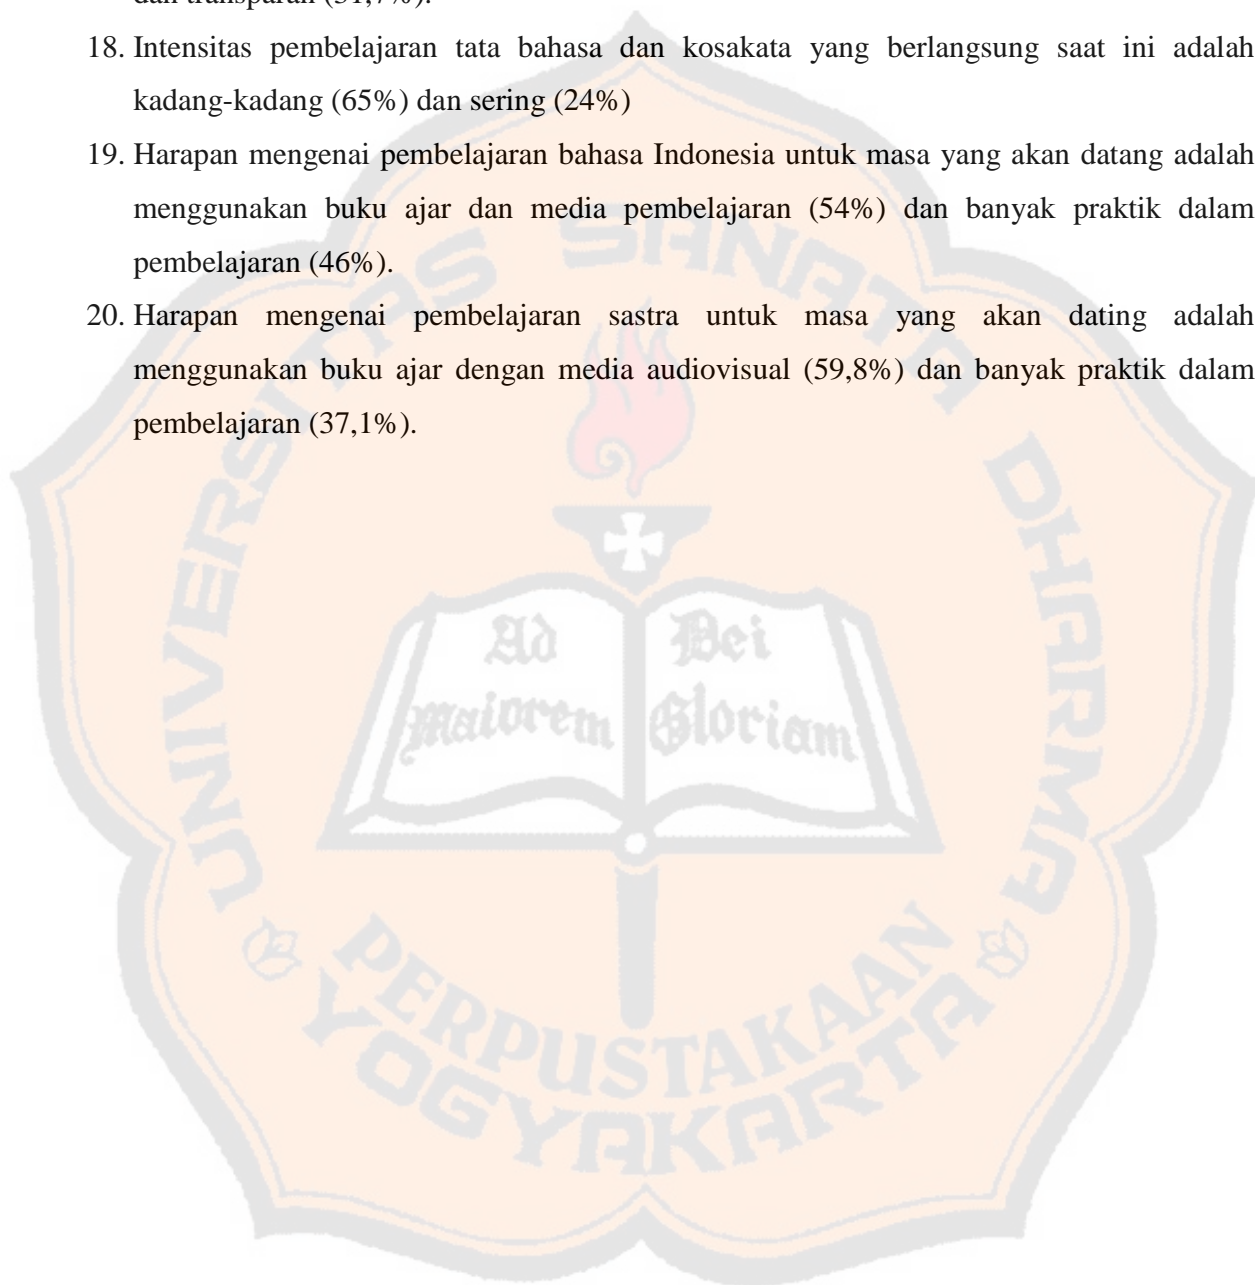 dan transparan (31,7%).
18. Intensitas pembelajaran tata bahasa dan kosakata yang berlangsung saat ini adalah
kadang-kadang (65%) dan sering (24%)
19. Harapan mengenai pembelajaran bahasa Indonesia untuk masa yang akan datang adalah
menggunakan buku ajar dan media pembelajaran (54%) dan banyak praktik dalam
pembelajaran (46%).
20. Harapan mengenai pembelajaran sastra untuk masa yang akan dating adalah
menggunakan buku ajar dengan media audiovisual (59,8%) dan banyak praktik dalam
pembelajaran (37,1%).
UNIVERSITAS SANATA DHARMA
Ad Dei
maiorem Gloriam
PERPUSTAKAAN
YOGYAKARTA